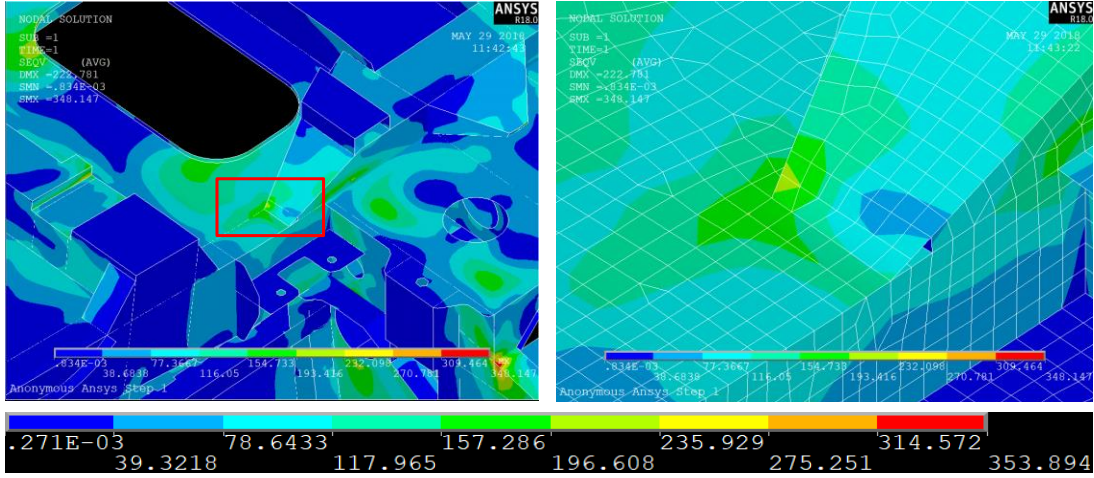 ANSYS
R18.0
NODAL SOLUTION
SUB =1
TIME=1
SEQV (AVG)
DMX =222.781
SMN =.834E-03
SMX =348.147
MAY 29 2018
11:42:43
.834E-03 77.3667 154.733 232.098 309.464
38.6838 116.05 193.416 270.781 348.147
Anonymous Ansys Step 1
ANSYS
R18.0
NODAL SOLUTION
SUB =1
TIME=1
SEQV (AVG)
DMX =222.781
SMN =.834E-03
SMX =348.147
MAY 29 2018
11:43:22
.834E-03 77.3667 154.733 232.098 309.464
38.6838 116.05 193.416 270.781 348.147
Anonymous Ansys Step 1
.271E-03 78.6433 157.286 235.929 314.572
39.3218 117.965 196.608 275.251 353.894